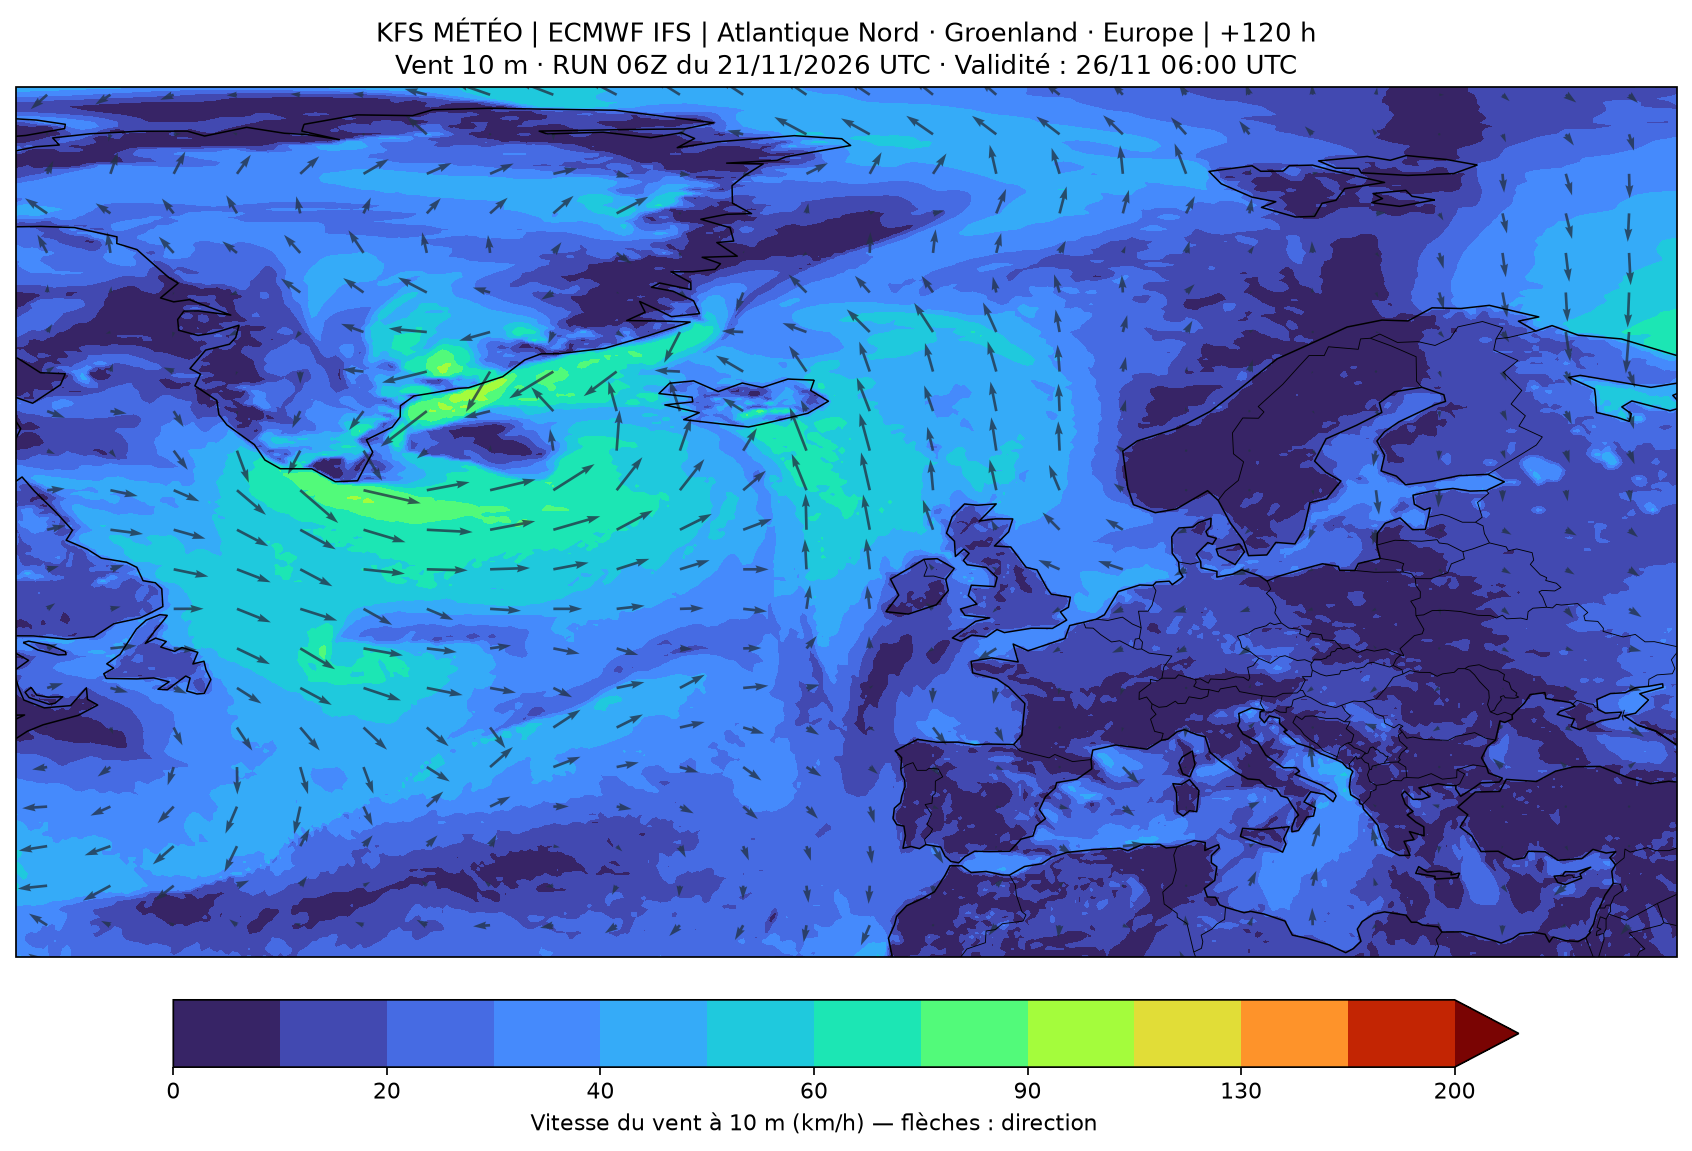 KFS MÉTÉO | ECMWF IFS | Atlantique Nord · Groenland · Europe | +120 h
Vent 10 m · RUN 06Z du 21/11/2026 UTC · Validité : 26/11 06:00 UTC
0 20 40 60 90 130 200
Vitesse du vent à 10 m (km/h) — flèches : direction